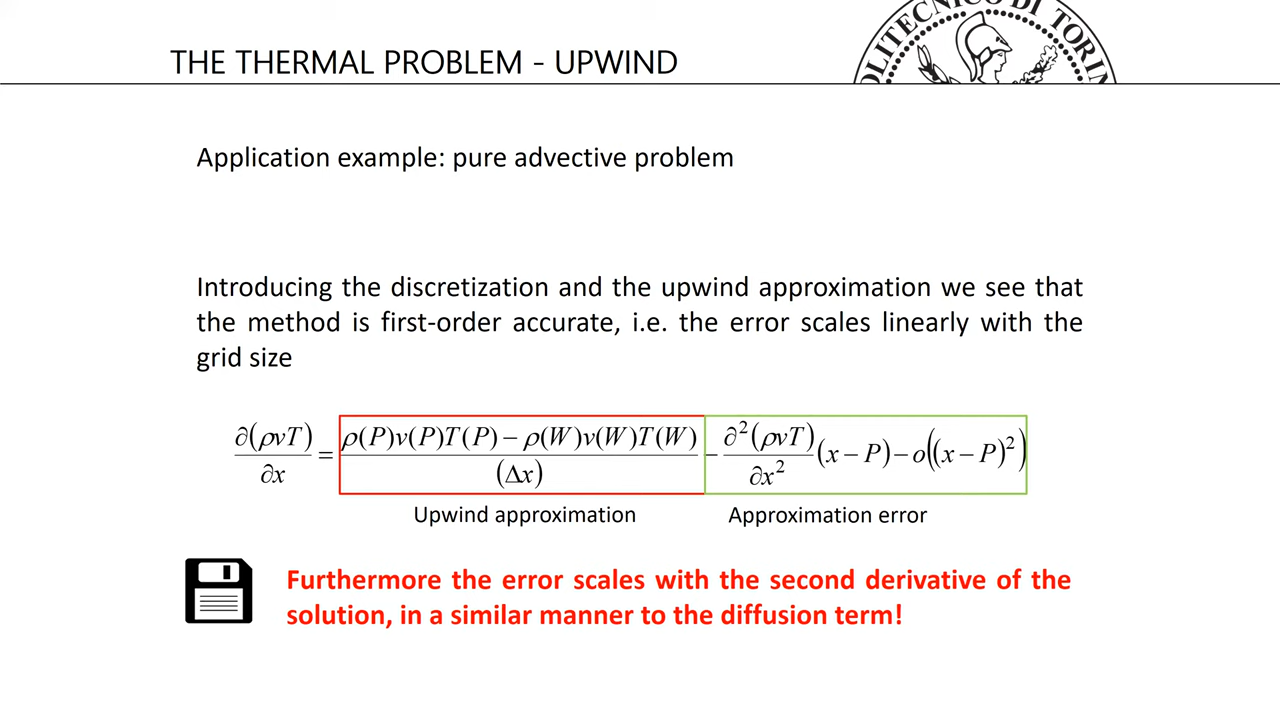 THE THERMAL PROBLEM - UPWIND
POLITECNICO DI TORINO
Application example: pure advective problem
Introducing the discretization and the upwind approximation we see that
the method is first-order accurate, i.e. the error scales linearly with the
grid size
∂(ρvT)/∂x = (ρ(P)v(P)T(P) − ρ(W)v(W)T(W))/(Δx) − ∂²(ρvT)/∂x² (x − P) − o((x − P)²)
Upwind approximation
Approximation error
Furthermore the error scales with the second derivative of the
solution, in a similar manner to the diffusion term!